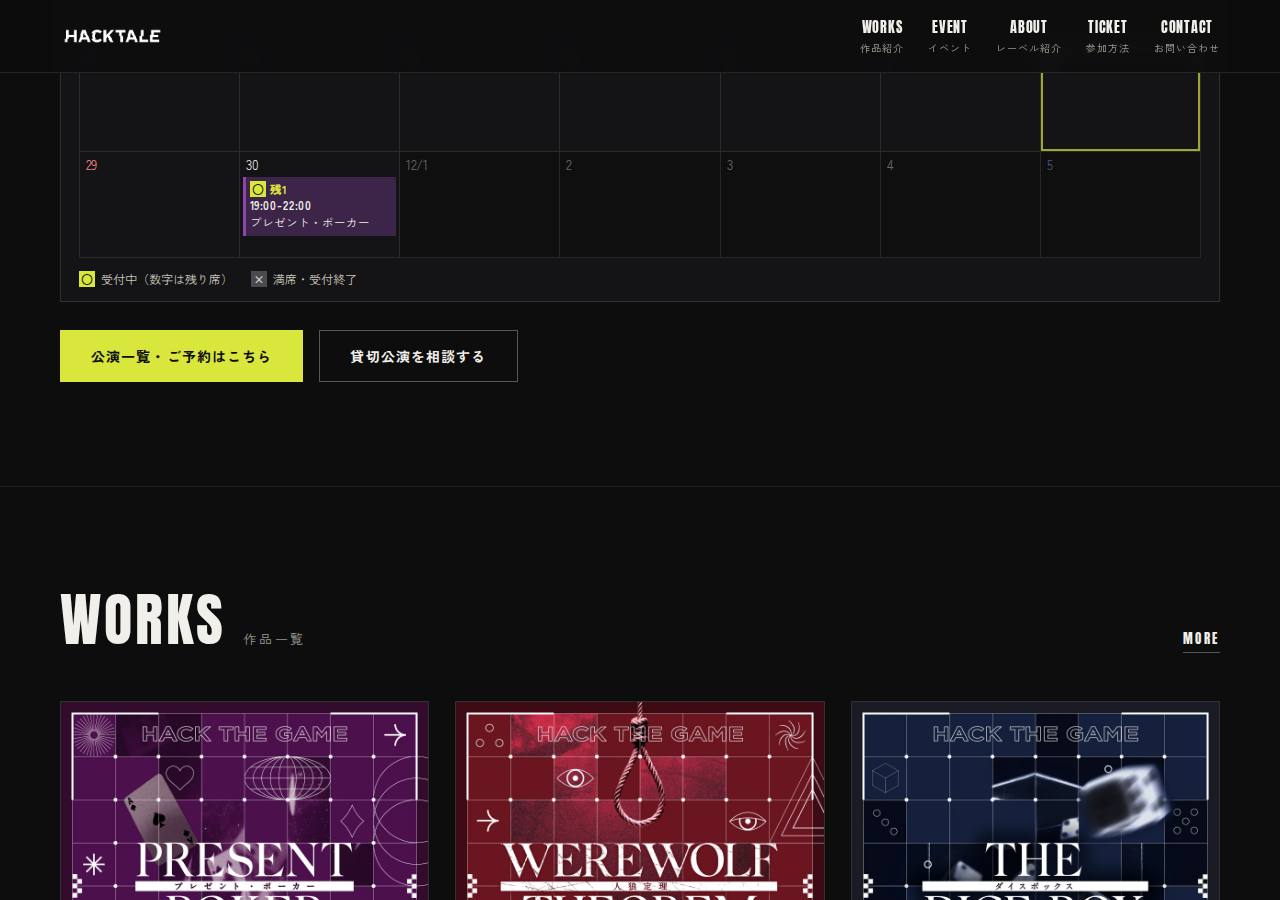 HACKTALE
WORKS
作品紹介
EVENT
イベント
ABOUT
レーベル紹介
TICKET
参加方法
CONTACT
お問い合わせ
29
30
12/1
2
3
4
5
○ 残1
19:00-22:00
プレゼント・ポーカー
○ 受付中（数字は残り席）
× 満席・受付終了
公演一覧・ご予約はこちら
貸切公演を相談する
WORKS
作品一覧
MORE
HACK THE GAME
PRESENT
プレゼント・ポーカー
POKER
HACK THE GAME
WEREWOLF
人狼定理
THEOREM
HACK THE GAME
THE
ダイスボックス
DICE BOX